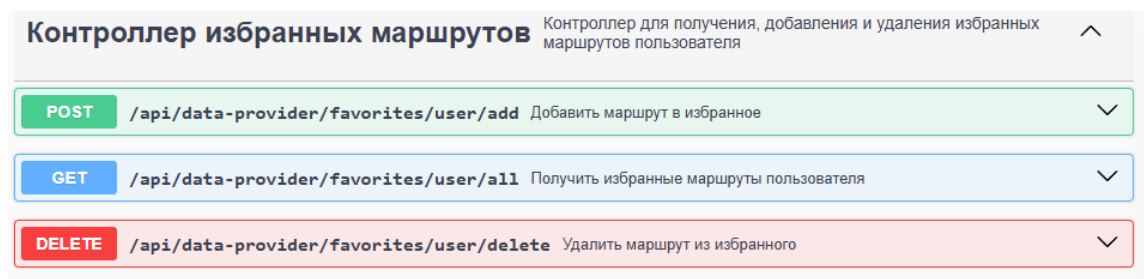 Контроллер избранных маршрутов
Контроллер для получения, добавления и удаления избранных
маршрутов пользователя
POST /api/data-provider/favorites/user/add Добавить маршрут в избранное
GET /api/data-provider/favorites/user/all Получить избранные маршруты пользователя
DELETE /api/data-provider/favorites/user/delete Удалить маршрут из избранного